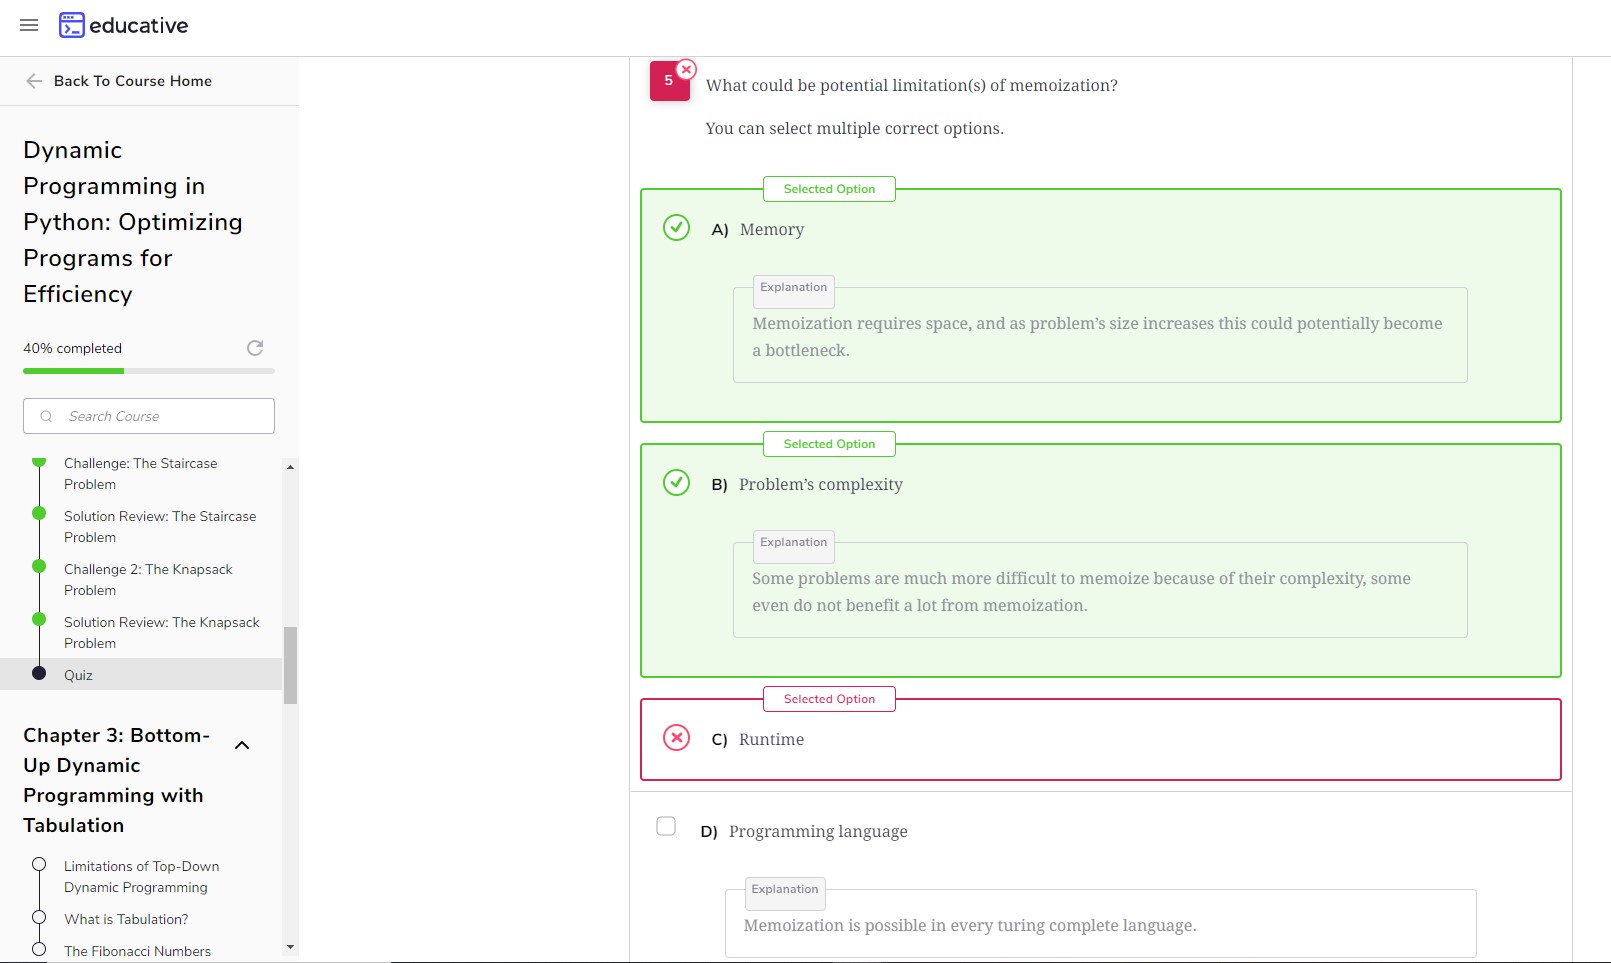 educative
Back To Course Home
Dynamic
Programming in
Python: Optimizing
Programs for
Efficiency
40% completed
Search Course
Challenge: The Staircase
Problem
Solution Review: The Staircase
Problem
Challenge 2: The Knapsack
Problem
Solution Review: The Knapsack
Problem
Quiz
Chapter 3: Bottom-
Up Dynamic
Programming with
Tabulation
Limitations of Top-Down
Dynamic Programming
What is Tabulation?
The Fibonacci Numbers
5
What could be potential limitation(s) of memoization?
You can select multiple correct options.
Selected Option
A) Memory
Explanation
Memoization requires space, and as problem’s size increases this could potentially become
a bottleneck.
Selected Option
B) Problem’s complexity
Explanation
Some problems are much more difficult to memoize because of their complexity, some
even do not benefit a lot from memoization.
Selected Option
C) Runtime
D) Programming language
Explanation
Memoization is possible in every turing complete language.